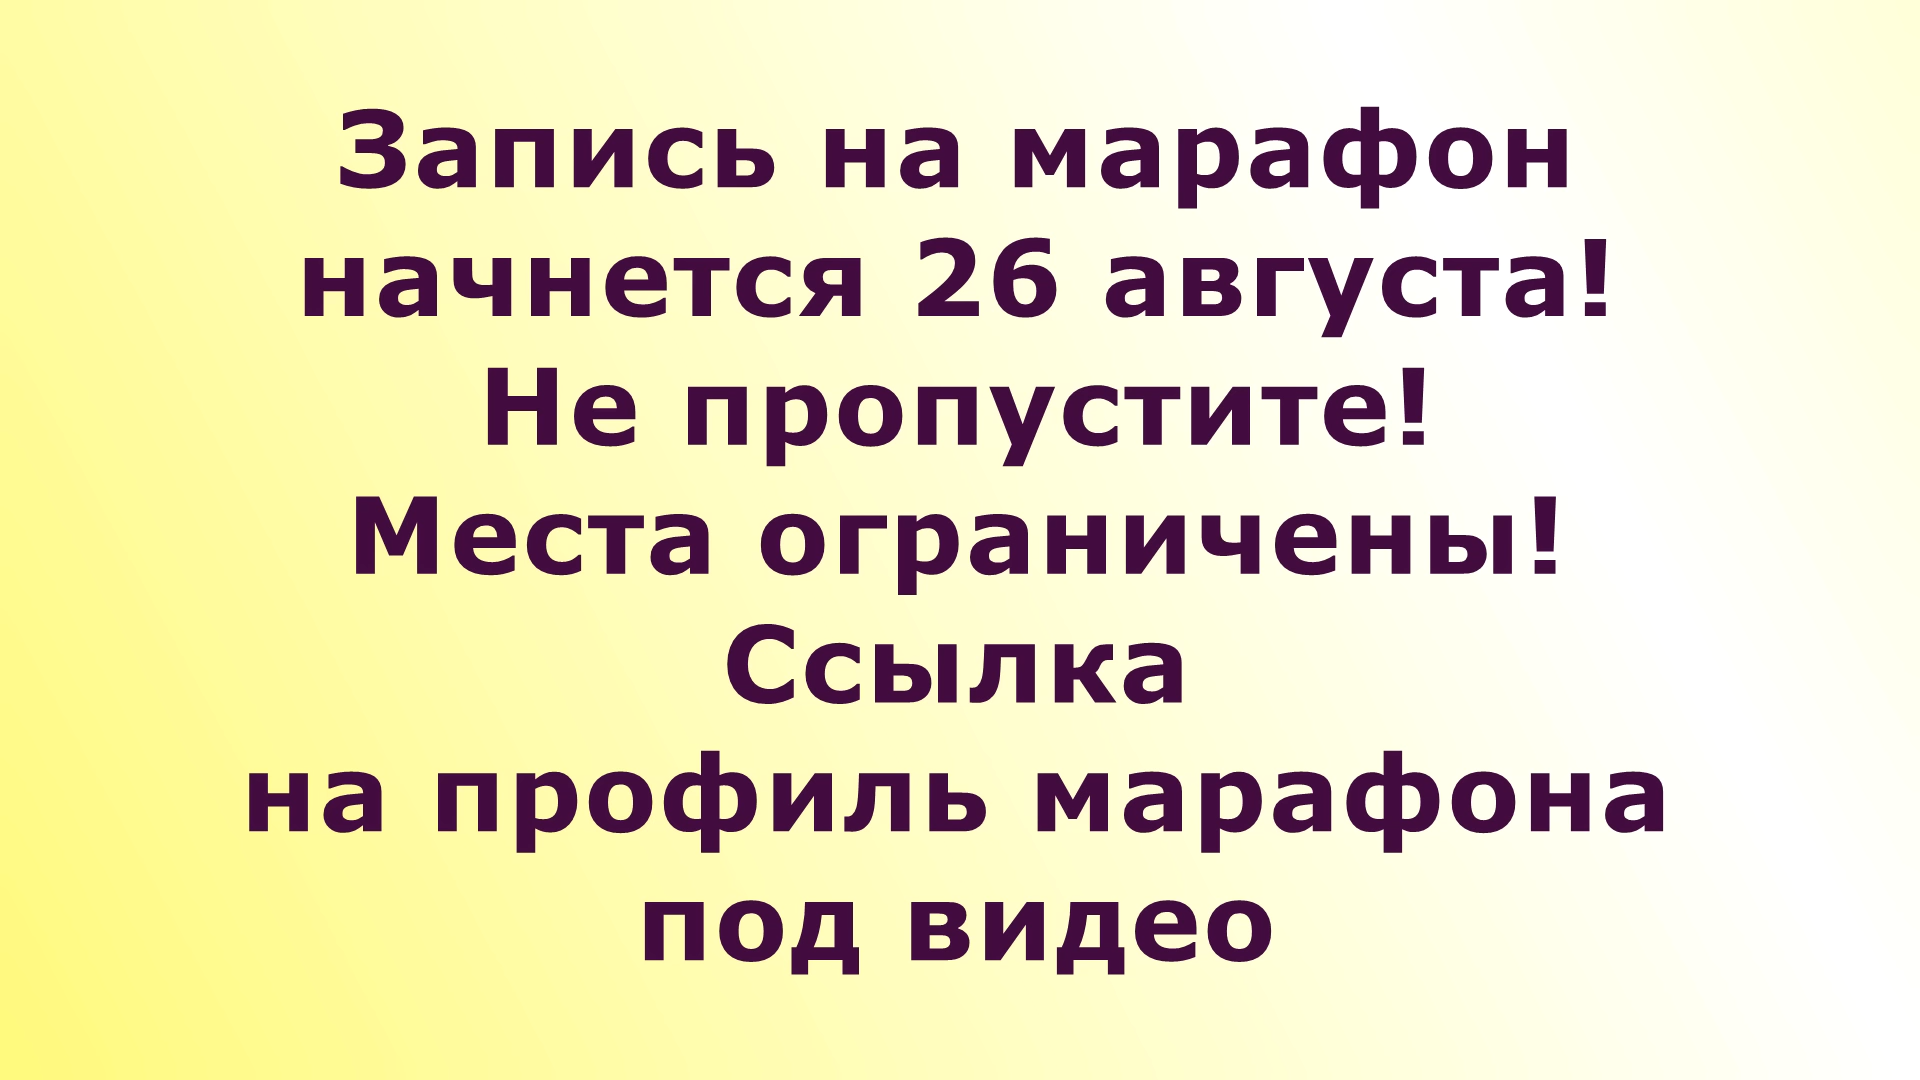 Запись на марафон
начнется 26 августа!
Не пропустите!
Места ограничены!
Ссылка
на профиль марафона
под видео